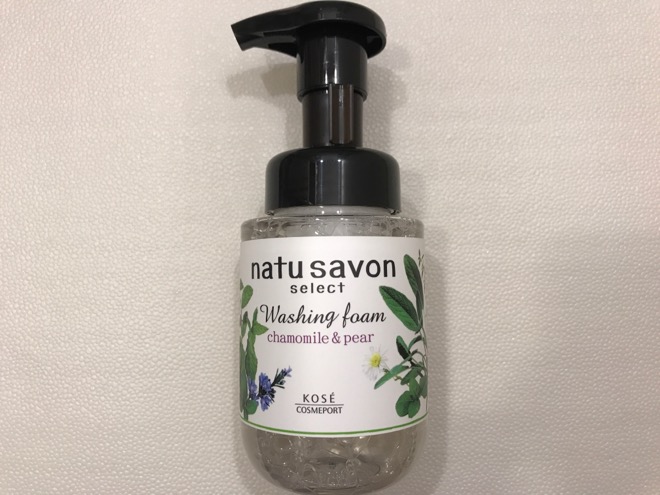 natu savon
select
Washing foam
chamomile & pear
KOSÉ
COSMEPORT